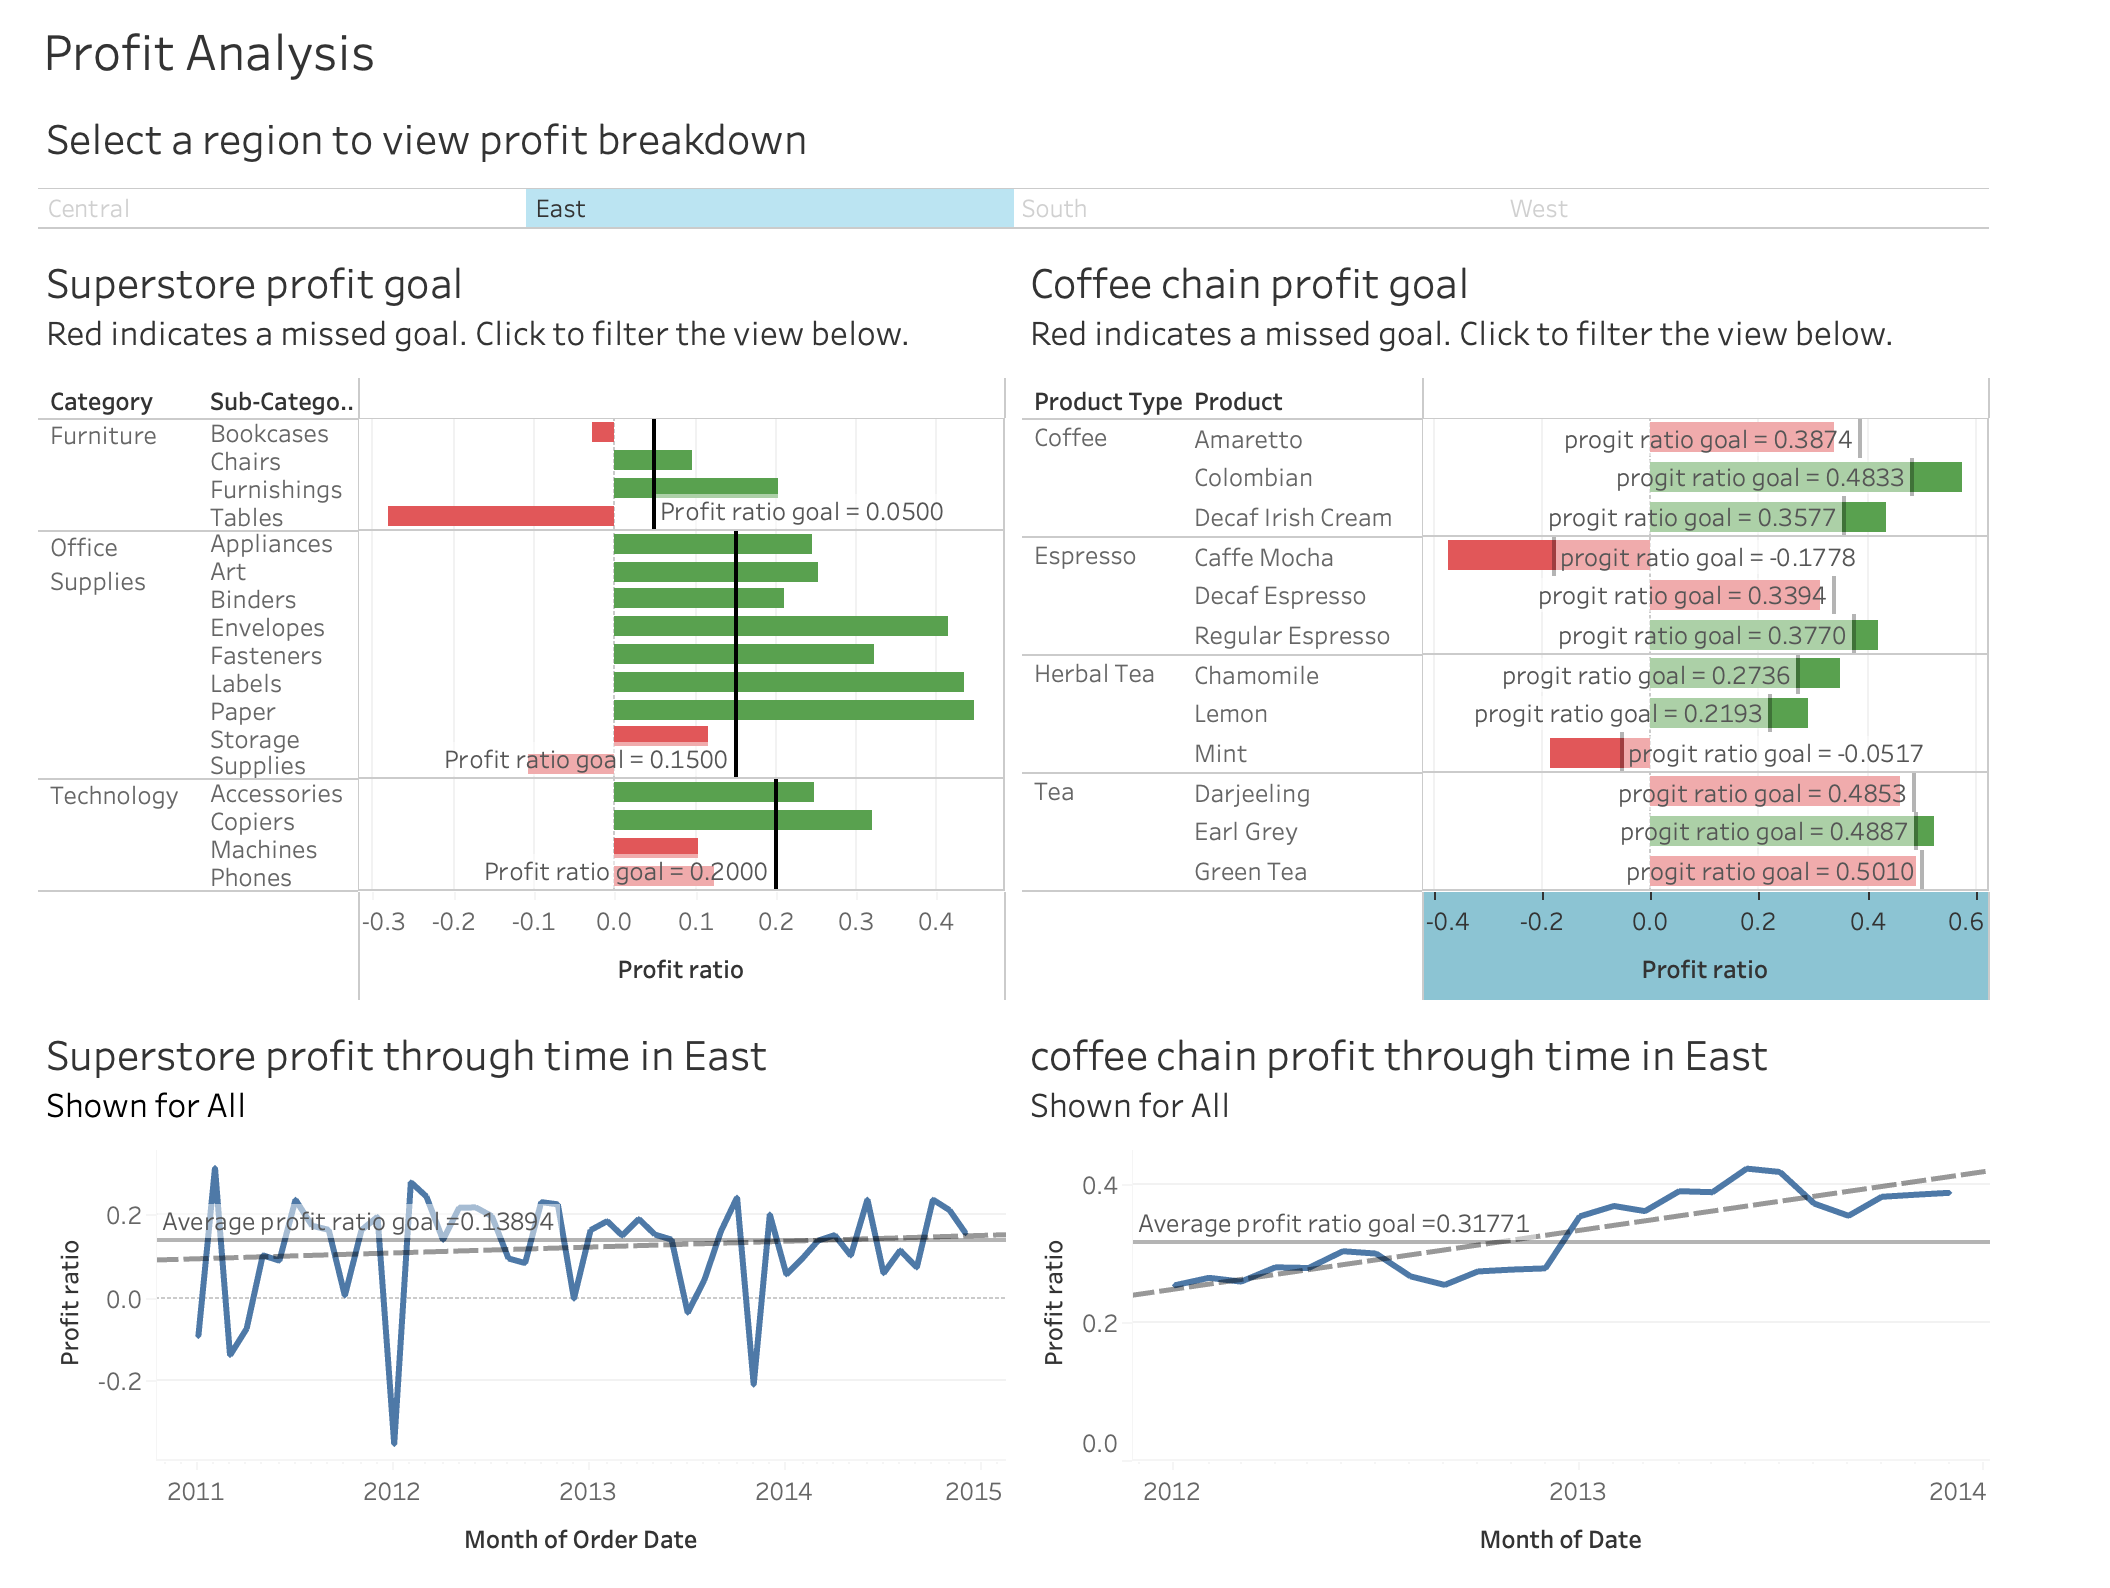 Profit Analysis
Select a region to view profit breakdown
Central East South West
Superstore profit goal
Red indicates a missed goal. Click to filter the view below.
Category Sub-Catego..
Furniture Bookcases
Chairs
Furnishings
Tables
Profit ratio goal = 0.0500
Office Supplies Appliances
Art
Binders
Envelopes
Fasteners
Labels
Paper
Storage
Supplies
Profit ratio goal = 0.1500
Technology Accessories
Copiers
Machines
Phones
Profit ratio goal = 0.2000
-0.3 -0.2 -0.1 0.0 0.1 0.2 0.3 0.4
Profit ratio
Coffee chain profit goal
Red indicates a missed goal. Click to filter the view below.
Product Type Product
Coffee Amaretto progit ratio goal = 0.3874
Colombian progit ratio goal = 0.4833
Decaf Irish Cream progit ratio goal = 0.3577
Espresso Caffe Mocha progit ratio goal = -0.1778
Decaf Espresso progit ratio goal = 0.3394
Regular Espresso progit ratio goal = 0.3770
Herbal Tea Chamomile progit ratio goal = 0.2736
Lemon progit ratio goal = 0.2193
Mint progit ratio goal = -0.0517
Tea Darjeeling progit ratio goal = 0.4853
Earl Grey progit ratio goal = 0.4887
Green Tea progit ratio goal = 0.5010
-0.4 -0.2 0.0 0.2 0.4 0.6
Profit ratio
Superstore profit through time in East
Shown for All
Profit ratio
0.2
0.0
-0.2
Average profit ratio goal =0.13894
2011 2012 2013 2014 2015
Month of Order Date
coffee chain profit through time in East
Shown for All
Profit ratio
0.4
0.2
0.0
Average profit ratio goal =0.31771
2012 2013 2014
Month of Date